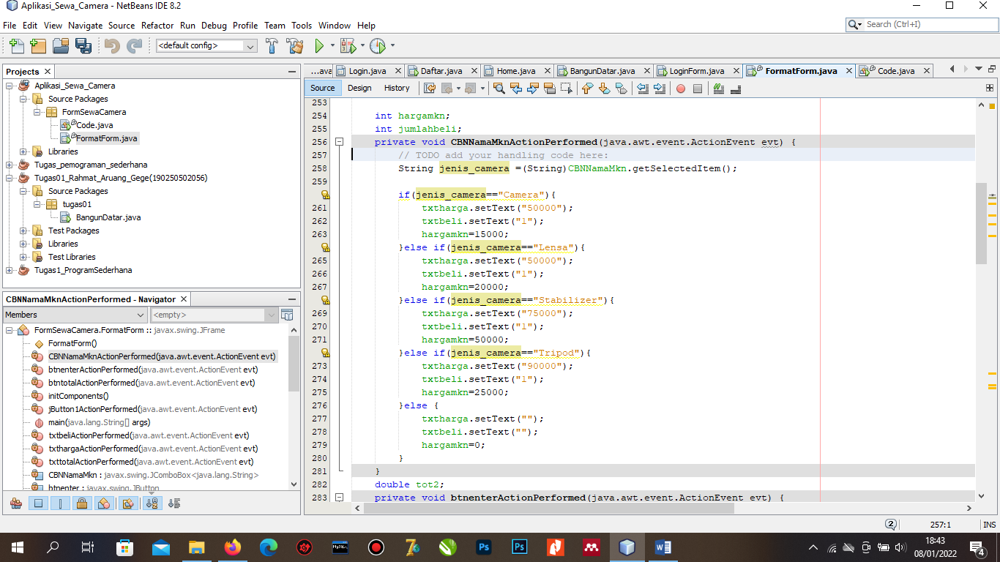 Aplikasi_Sewa_Camera - NetBeans IDE 8.2
File Edit View Navigate Source Refactor Run Debug Profile Team Tools Window Help
Search (Ctrl+I)
<default config>
Projects
Aplikasi_Sewa_Camera
Source Packages
FormSewaCamera
Code.java
FormatForm.java
Libraries
Tugas_pemograman_sederhana
Tugas01_Rahmat_Aruang_Gege(190250502056)
Source Packages
tugas01
BangunDatar.java
Test Packages
Libraries
Test Libraries
Tugas1_ProgramSederhana
CBNNamaMknActionPerformed - Navigator
Members <empty>
FormSewaCamera.FormatForm :: javax.swing.JFrame
FormatForm()
CBNNamaMknActionPerformed(java.awt.event.ActionEvent evt)
btnenterActionPerformed(java.awt.event.ActionEvent evt)
btntotalActionPerformed(java.awt.event.ActionEvent evt)
initComponents()
jButton1ActionPerformed(java.awt.event.ActionEvent evt)
main(java.lang.String[] args)
txtbeliActionPerformed(java.awt.event.ActionEvent evt)
txthargaActionPerformed(java.awt.event.ActionEvent evt)
txttotalActionPerformed(java.awt.event.ActionEvent evt)
CBNNamaMkn : javax.swing.JComboBox<java.lang.String>
btnenter : javax.swing.JButton
...ava Login.java Daftar.java Home.java BangunDatar.java LoginForm.java FormatForm.java Code.java
Source Design History
253
254 int hargamkn;
255 int jumlahbeli;
256 private void CBNNamaMknActionPerformed(java.awt.event.ActionEvent evt) {
257 // TODO add your handling code here:
258 String jenis_camera =(String)CBNNamaMkn.getSelectedItem();
259
if(jenis_camera=="Camera"){
261 txtharga.setText("50000");
262 txtbeli.setText("1");
263 hargamkn=15000;
}else if(jenis_camera=="Lensa"){
265 txtharga.setText("50000");
266 txtbeli.setText("1");
267 hargamkn=20000;
}else if(jenis_camera=="Stabilizer"){
269 txtharga.setText("75000");
270 txtbeli.setText("1");
271 hargamkn=50000;
}else if(jenis_camera=="Tripod"){
273 txtharga.setText("90000");
274 txtbeli.setText("1");
275 hargamkn=25000;
276 }else {
277 txtharga.setText("");
278 txtbeli.setText("");
279 hargamkn=0;
280 }
281 }
282 double tot2;
283 private void btnenterActionPerformed(java.awt.event.ActionEvent evt) {
2 257:1 INS
18:43
08/01/2022
4